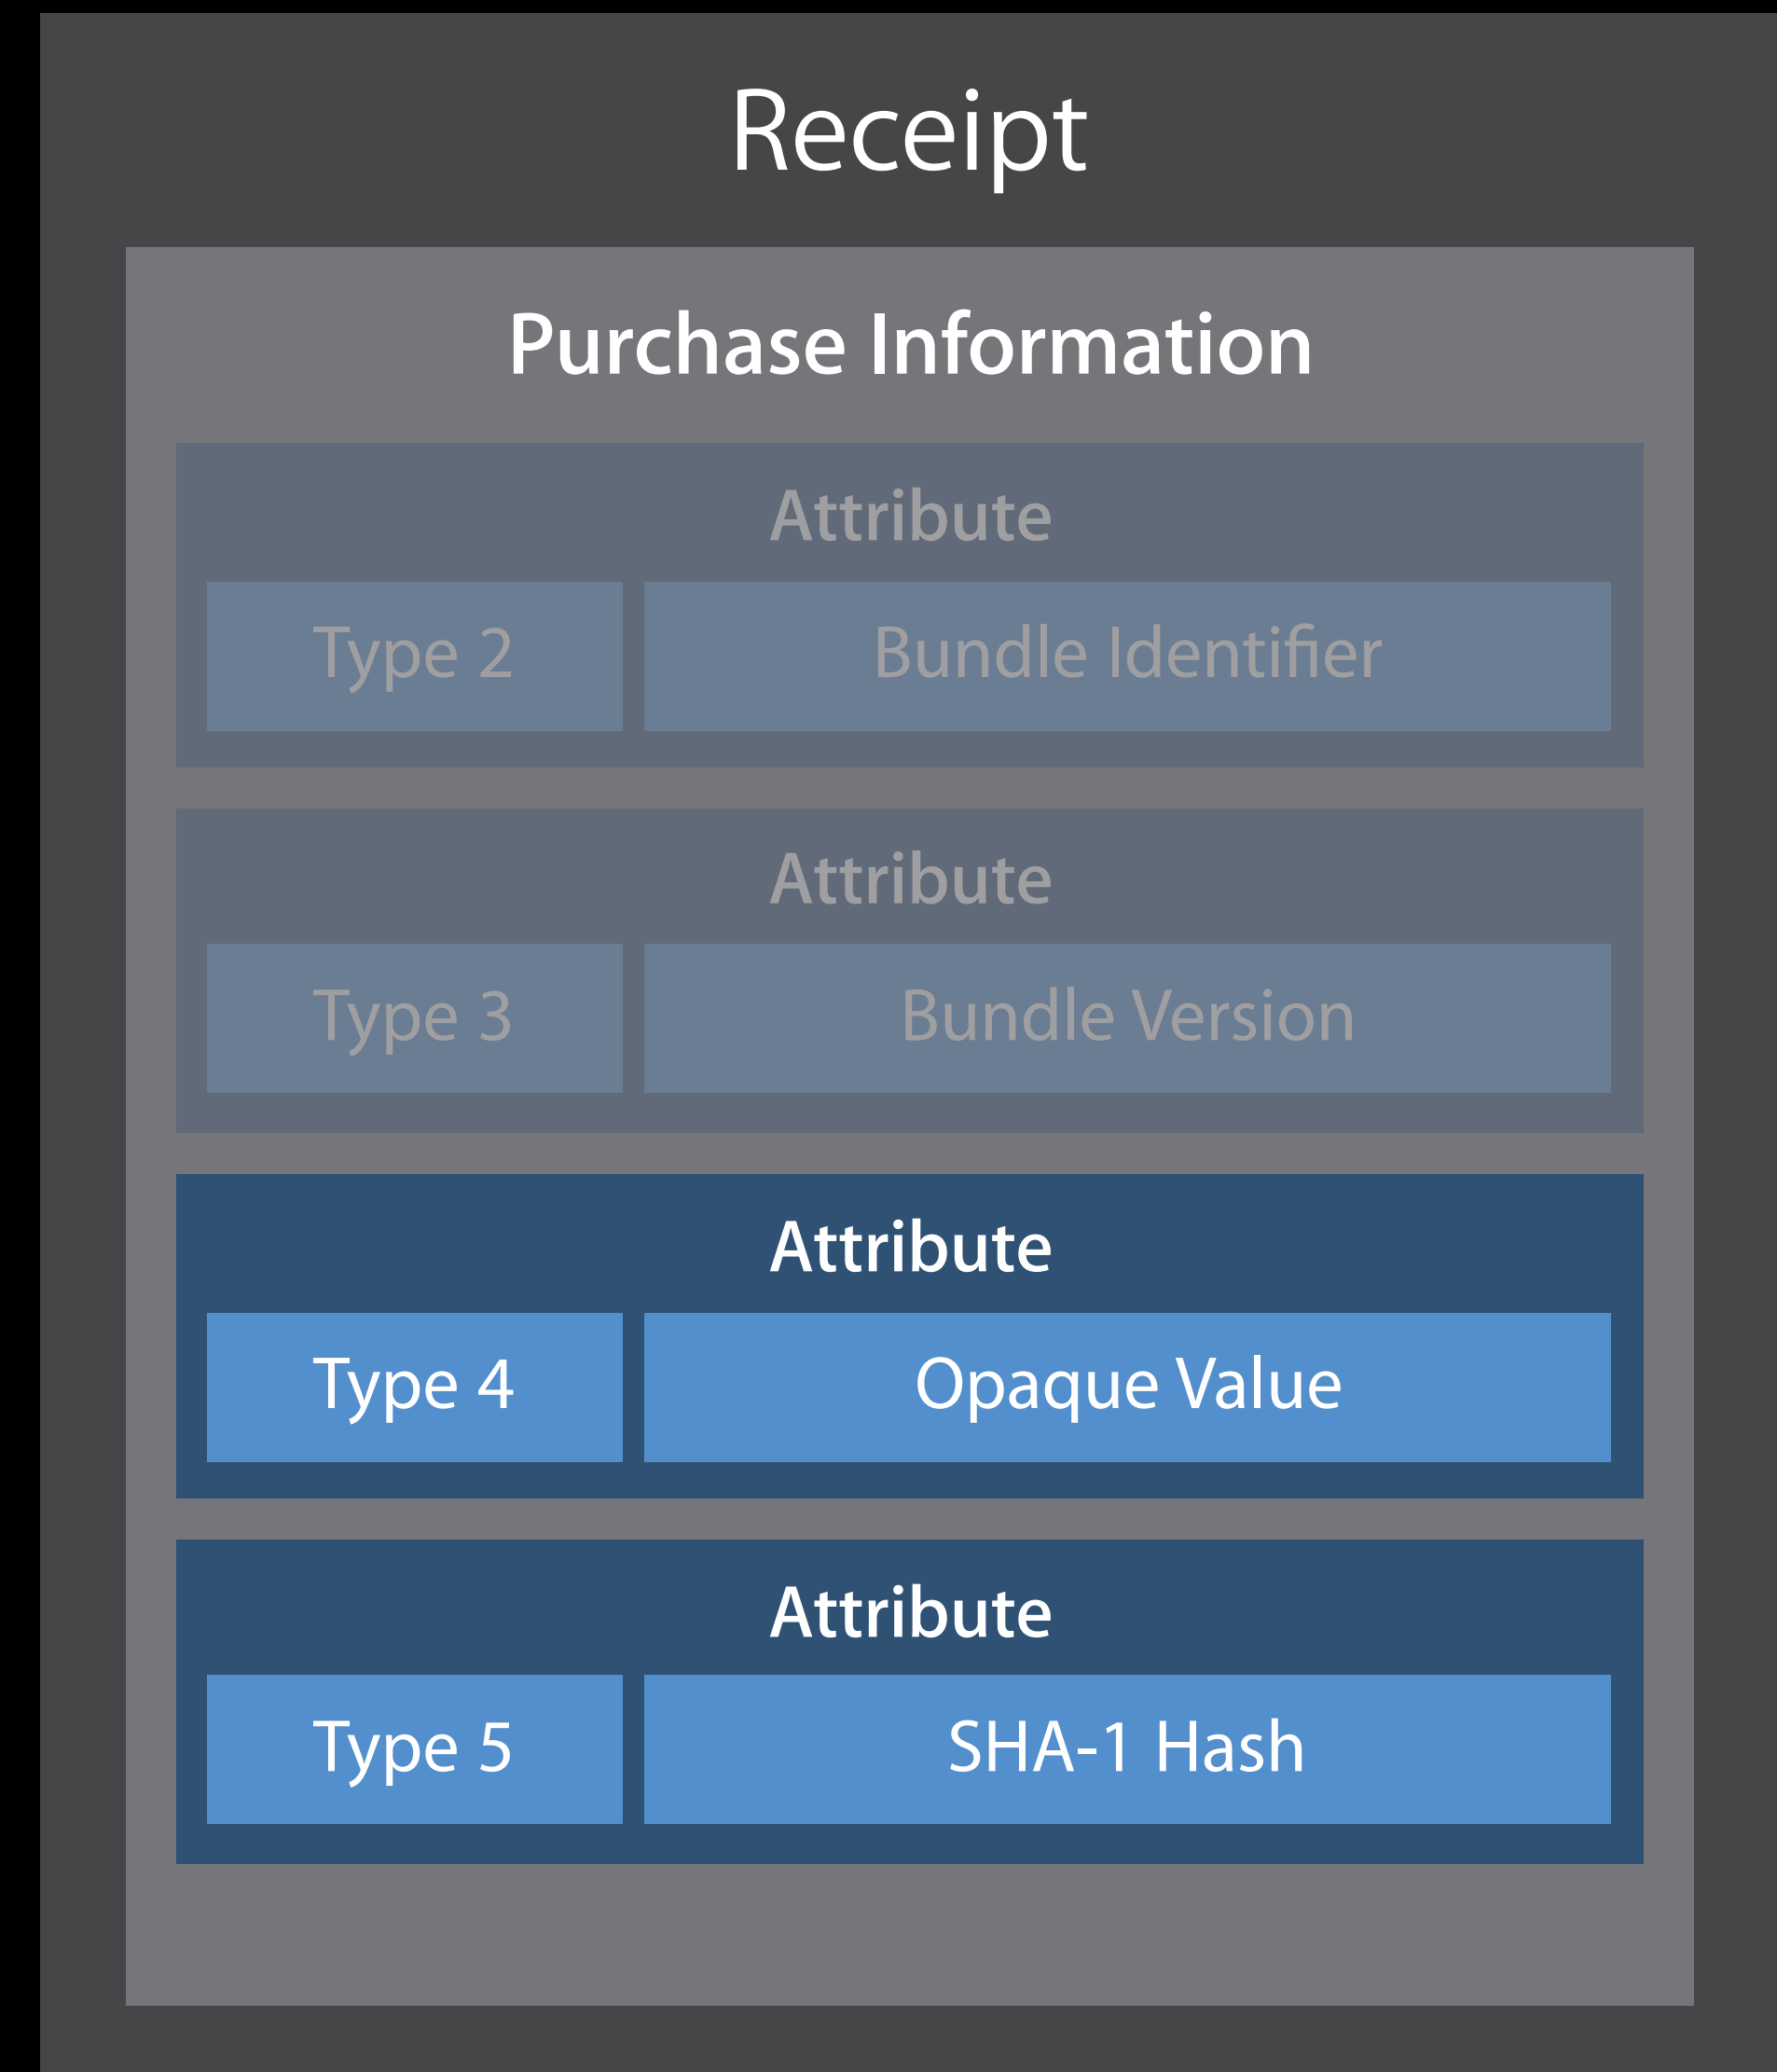 Receipt
Purchase Information
Attribute
Type 2 Bundle Identifier
Attribute
Type 3 Bundle Version
Attribute
Type 4 Opaque Value
Attribute
Type 5 SHA-1 Hash